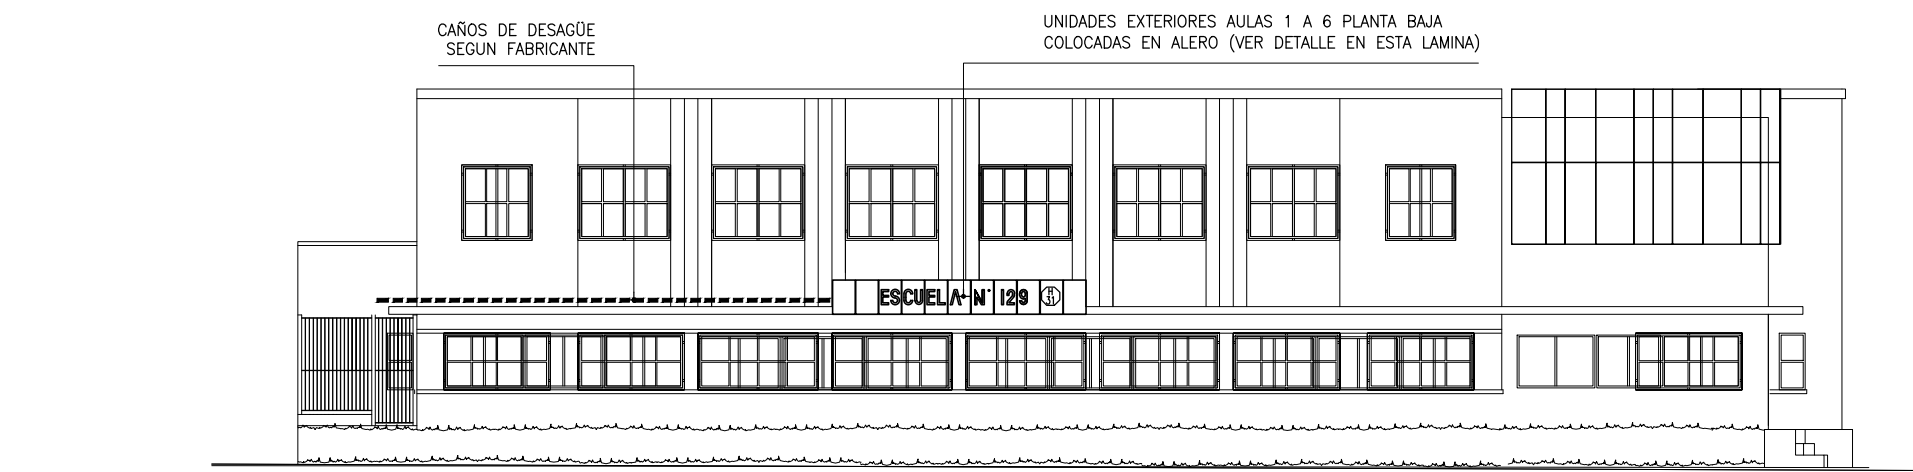 CAÑOS DE DESAGÜE
SEGUN FABRICANTE
UNIDADES EXTERIORES AULAS 1 A 6 PLANTA BAJA
COLOCADAS EN ALERO (VER DETALLE EN ESTA LAMINA)
ESCUELA N° 129
H
31